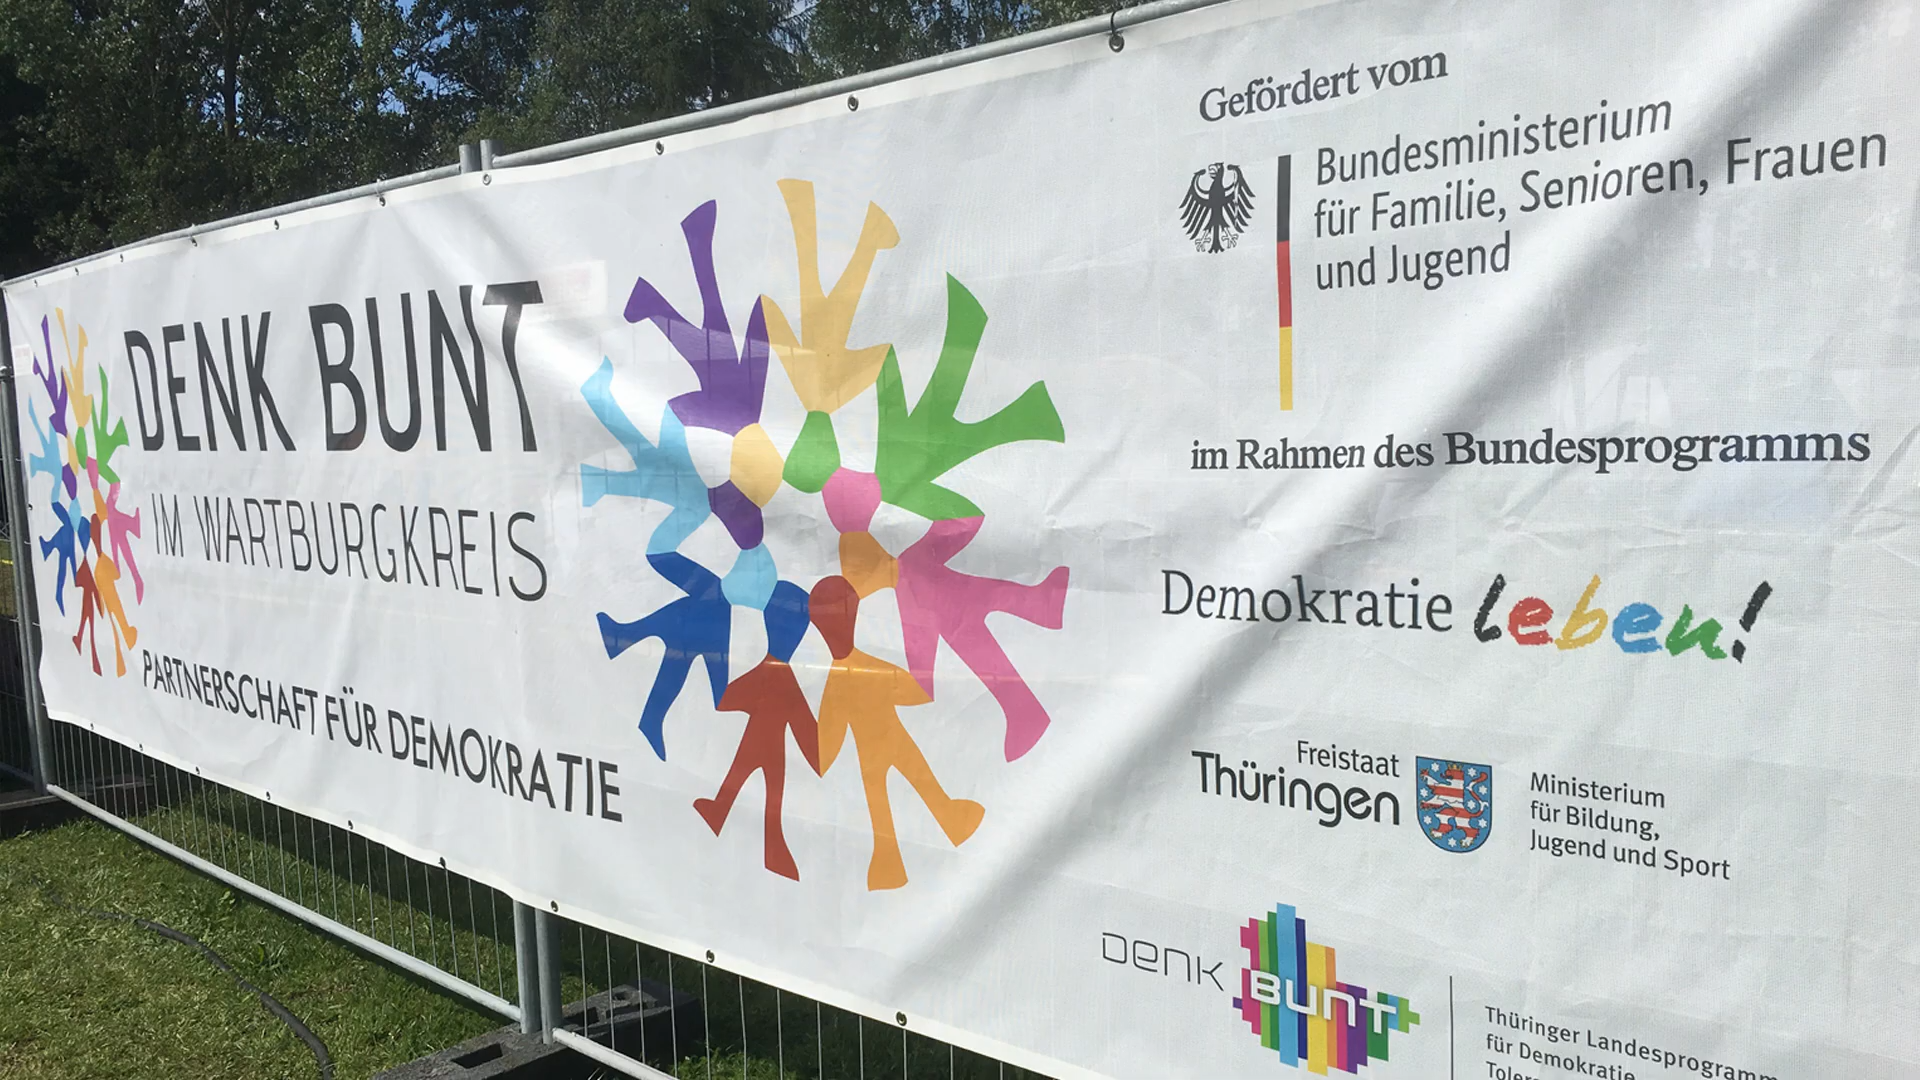 DENK BUNT
IM WARTBURGKREIS
PARTNERSCHAFT FÜR DEMOKRATIE
Gefördert vom
Bundesministerium
für Familie, Senioren, Frauen
und Jugend
im Rahmen des Bundesprogramms
Demokratie leben!
Freistaat
Thüringen
Ministerium
für Bildung,
Jugend und Sport
DENK BUNT
Thüringer Landesprogramm
für Demokratie